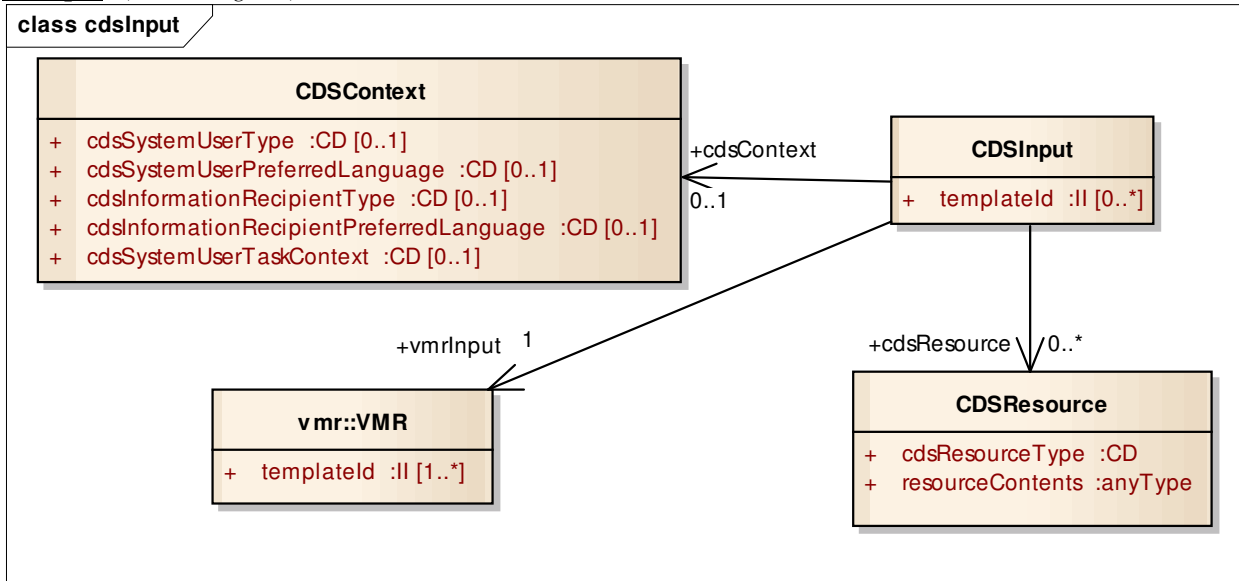 class cdsInput
CDSContext
+ cdsSystemUserType :CD [0..1]
+ cdsSystemUserPreferredLanguage :CD [0..1]
+ cdsInformationRecipientType :CD [0..1]
+ cdsInformationRecipientPreferredLanguage :CD [0..1]
+ cdsSystemUserTaskContext :CD [0..1]
+cdsContext
0..1
CDSInput
+ templateId :II [0..*]
+vmrInput 1
+cdsResource 0..*
vmr::VMR
+ templateId :II [1..*]
CDSResource
+ cdsResourceType :CD
+ resourceContents :anyType